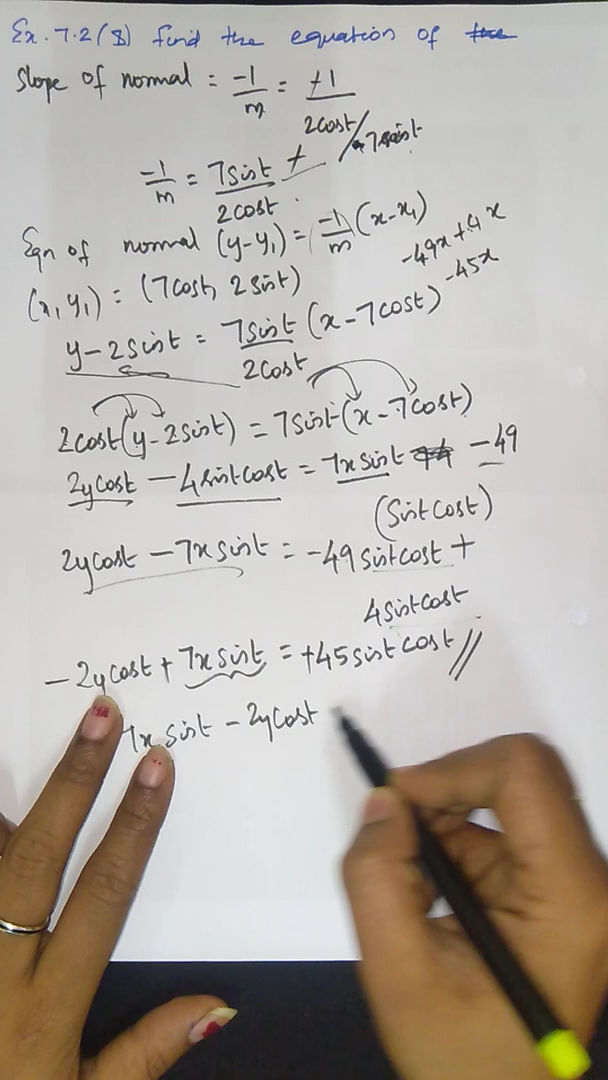 Ex. 7.2 (8) find the equation of the
Slope of normal = -1/m = +1/(2cost/-7sint)
-1/m = 7sint/2cost +
Eqn of normal (y-y₁) = -1/m (x-x₁)
-49x+4x
-45x
(x₁ y₁) = (7cost, 2sint)
y-2sint = 7sint/2cost (x-7cost)
2cost(y-2sint) = 7sint(x-7cost)
2ycost - 4sintcost = 7xsint -49
(sintcost)
2ycost - 7xsint = -49sintcost +
4sintcost
-2ycost + 7xsint = +45sintcost //
7xsint - 2ycost